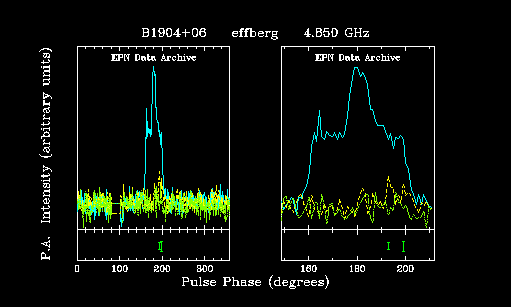 B1904+06 effberg 4.850 GHz
EPN Data Archive EPN Data Archive
P.A. Intensity (arbitrary units)
0 100 200 300 160 180 200
Pulse Phase (degrees)